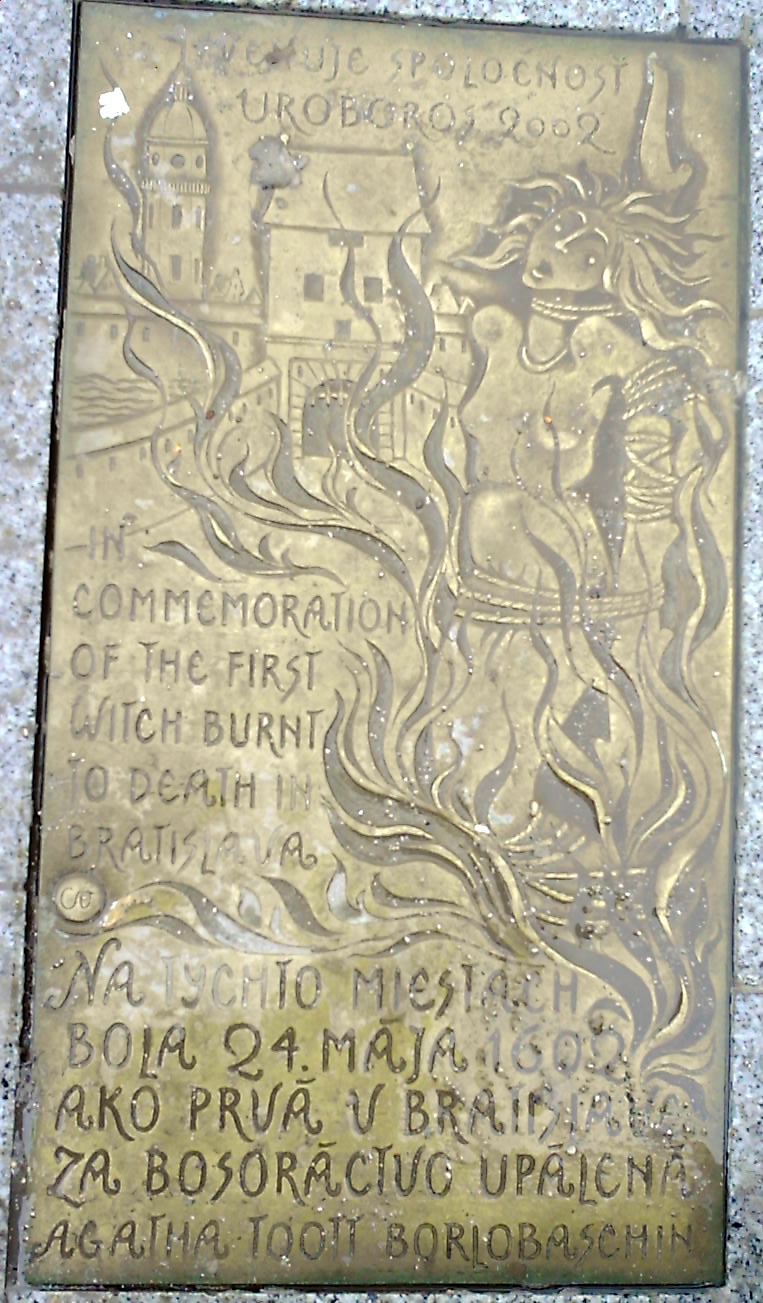 VENUJE SPOLOČNOSŤ
UROBOROS 2002
IN
COMMEMORATION
OF THE FIRST
WITCH BURNT
TO DEATH IN
BRATISLAVA
NA TÝCHTO MIESTACH
BOLA 24. MÁJA 1602
AKO PRVÁ V BRATISLAVE
ZA BOSORÁCTVO UPÁLENÁ
AGATHA TOOTT BORLOBASCHIN